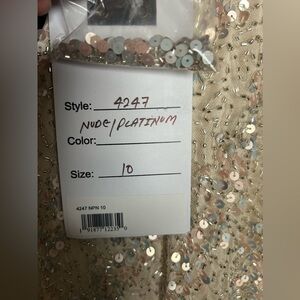 Style: 4247
NUDE/PLATINUM
Color:
Size: 10
4247 NPN 10